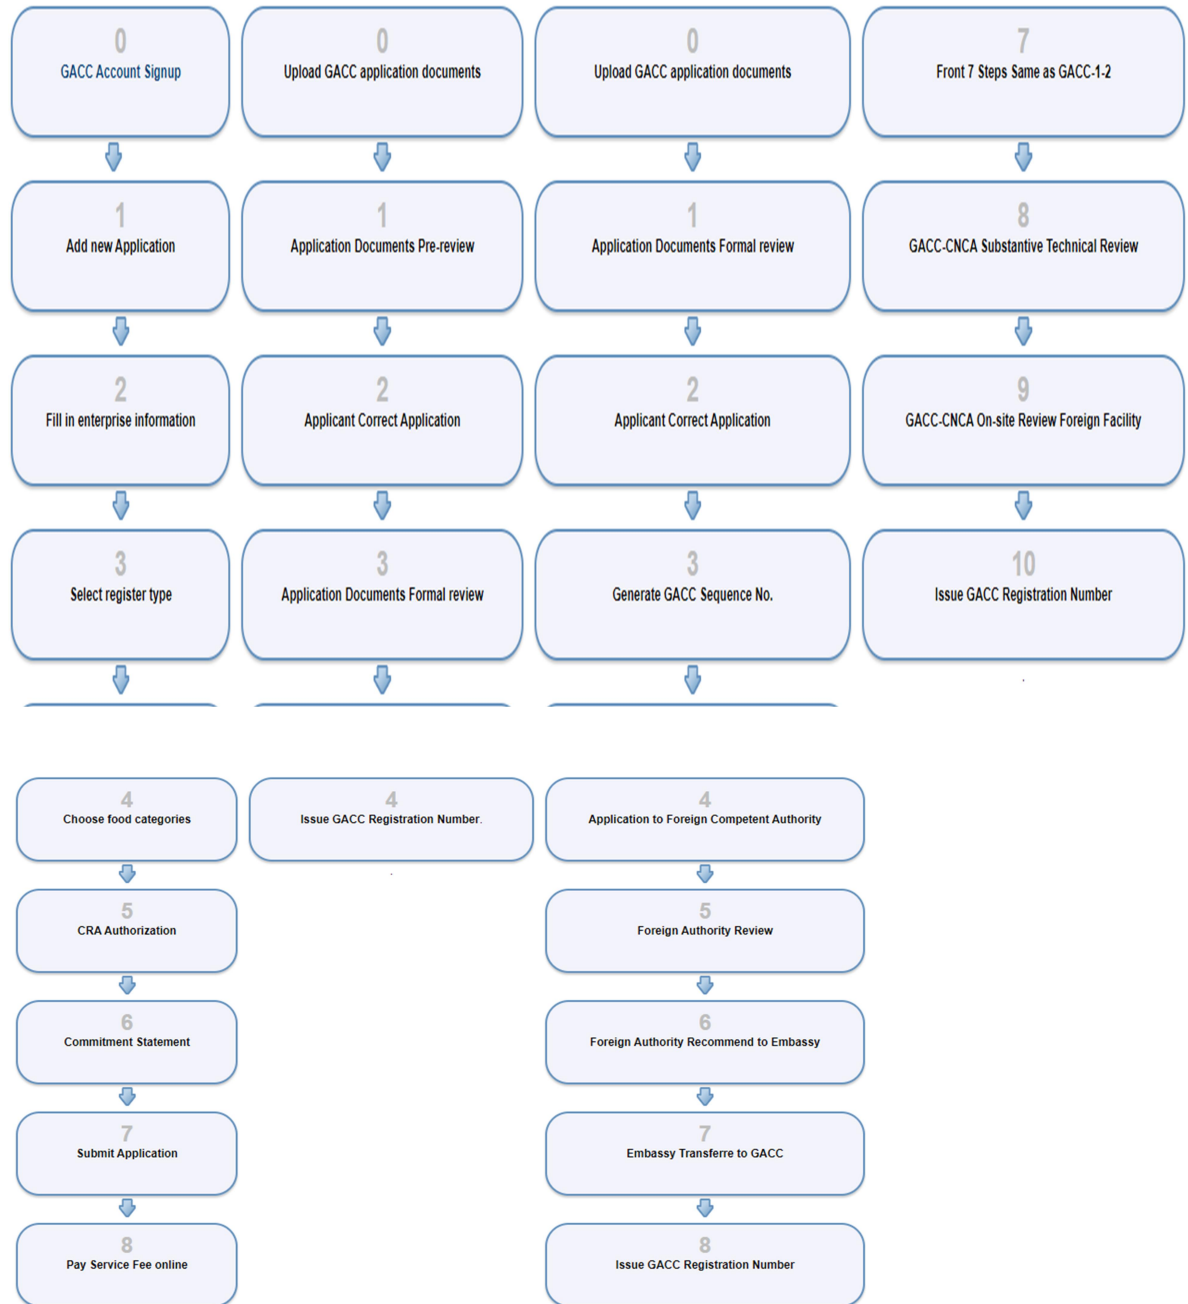 0
GACC Account Signup
1
Add new Application
2
Fill in enterprise information
3
Select register type
0
Upload GACC application documents
1
Application Documents Pre-review
2
Applicant Correct Application
3
Application Documents Formal review
0
Upload GACC application documents
1
Application Documents Formal review
2
Applicant Correct Application
3
Generate GACC Sequence No.
7
Front 7 Steps Same as GACC-1-2
8
GACC-CNCA Substantive Technical Review
9
GACC-CNCA On-site Review Foreign Facility
10
Issue GACC Registration Number
.
4
Choose food categories
5
CRA Authorization
6
Commitment Statement
7
Submit Application
8
Pay Service Fee online
4
Issue GACC Registration Number.
.
4
Application to Foreign Competent Authority
5
Foreign Authority Review
6
Foreign Authority Recommend to Embassy
7
Embassy Transferre to GACC
8
Issue GACC Registration Number